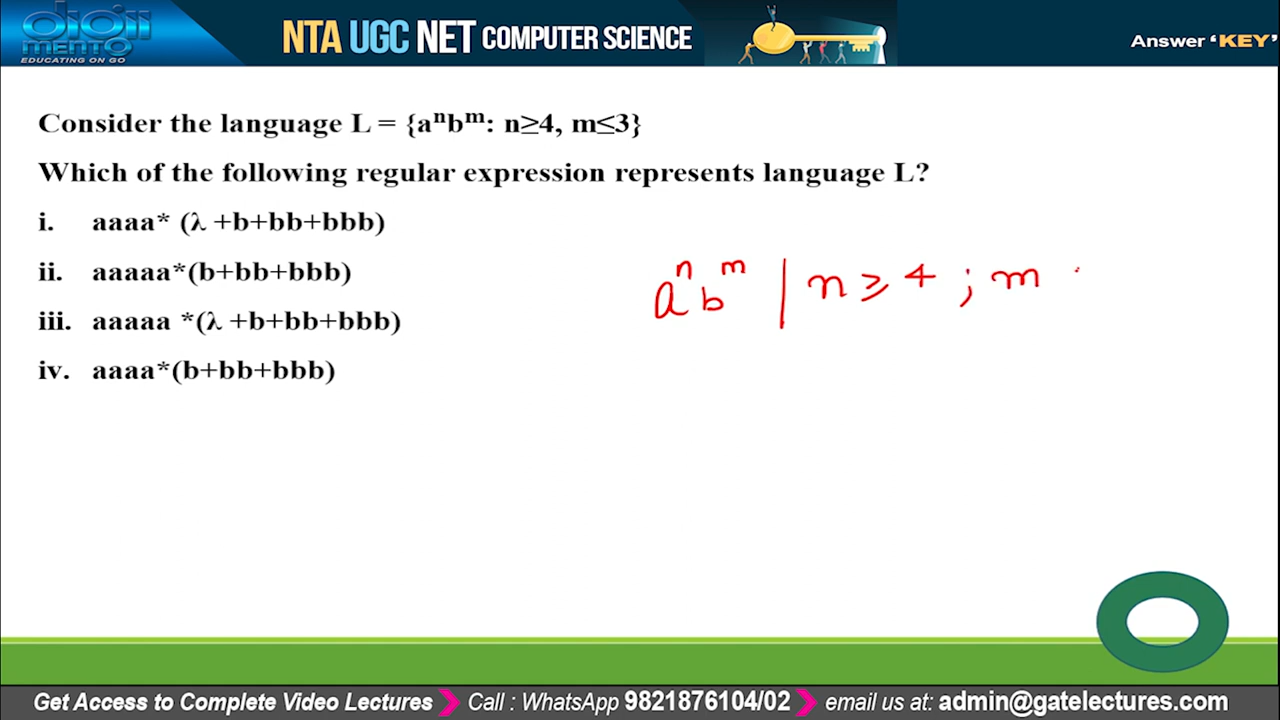 didii
MENTO
EDUCATING ON GO
NTA UGC NET COMPUTER SCIENCE
Answer ‘KEY’
Consider the language L = {aⁿbᵐ: n≥4, m≤3}
Which of the following regular expression represents language L?
i. aaaa* (λ +b+bb+bbb)
ii. aaaaa*(b+bb+bbb)
iii. aaaaa *(λ +b+bb+bbb)
iv. aaaa*(b+bb+bbb)
aⁿbᵐ | n ≥ 4 ; m
Get Access to Complete Video Lectures Call : WhatsApp 9821876104/02 email us at: admin@gatelectures.com